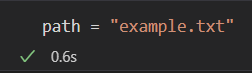 path = "example.txt"
0.6s